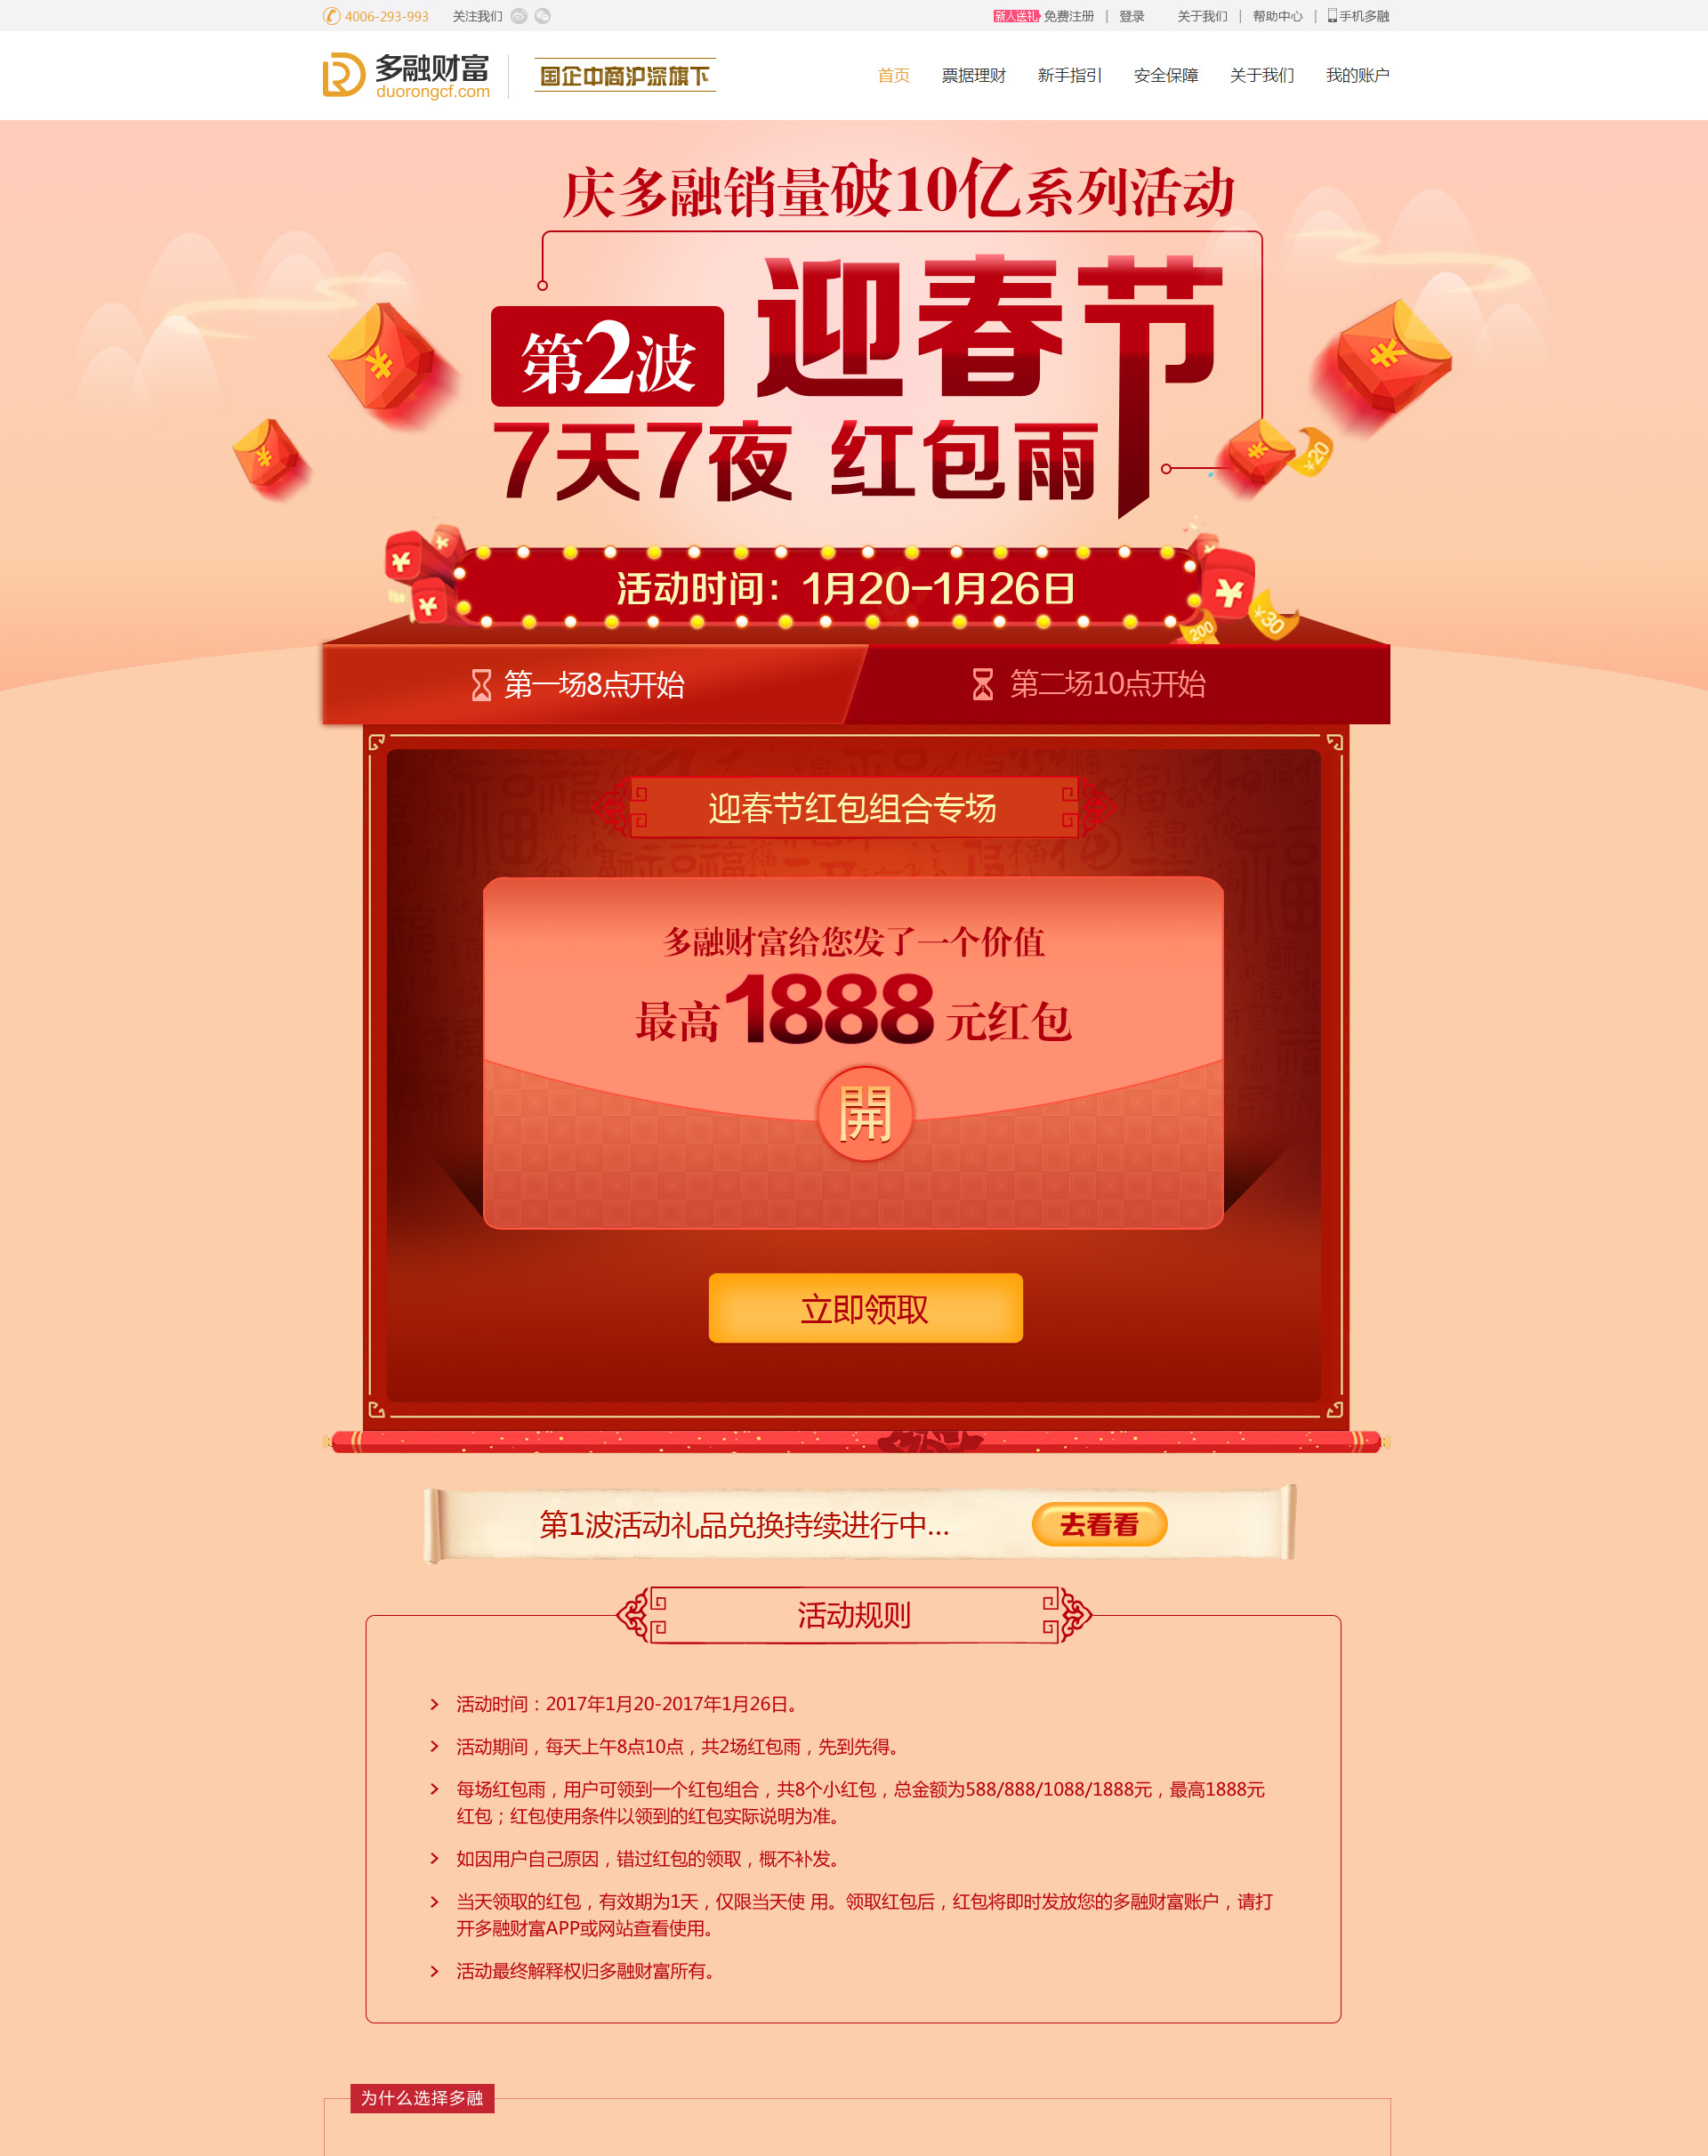 4006-293-993 关注我们 新人送礼 免费注册 | 登录 关于我们 | 帮助中心 | 手机多融
多融财富
duorongcf.com
国企中商沪深旗下
首页 票据理财 新手指引 安全保障 关于我们 我的账户
庆多融销量破10亿系列活动
第2波
迎春节
7天7夜 红包雨
¥20
活动时间：1月20-1月26日
200
¥30
第一场8点开始
第二场10点开始
迎春节红包组合专场
多融财富给您发了一个价值
最高1888元红包
開
立即领取
第1波活动礼品兑换持续进行中...
去看看
活动规则
活动时间：2017年1月20-2017年1月26日。
活动期间，每天上午8点10点，共2场红包雨，先到先得。
每场红包雨，用户可领到一个红包组合，共8个小红包，总金额为588/888/1088/1888元，最高1888元
红包；红包使用条件以领到的红包实际说明为准。
如因用户自己原因，错过红包的领取，概不补发。
当天领取的红包，有效期为1天，仅限当天使 用。领取红包后，红包将即时发放您的多融财富账户，请打
开多融财富APP或网站查看使用。
活动最终解释权归多融财富所有。
为什么选择多融